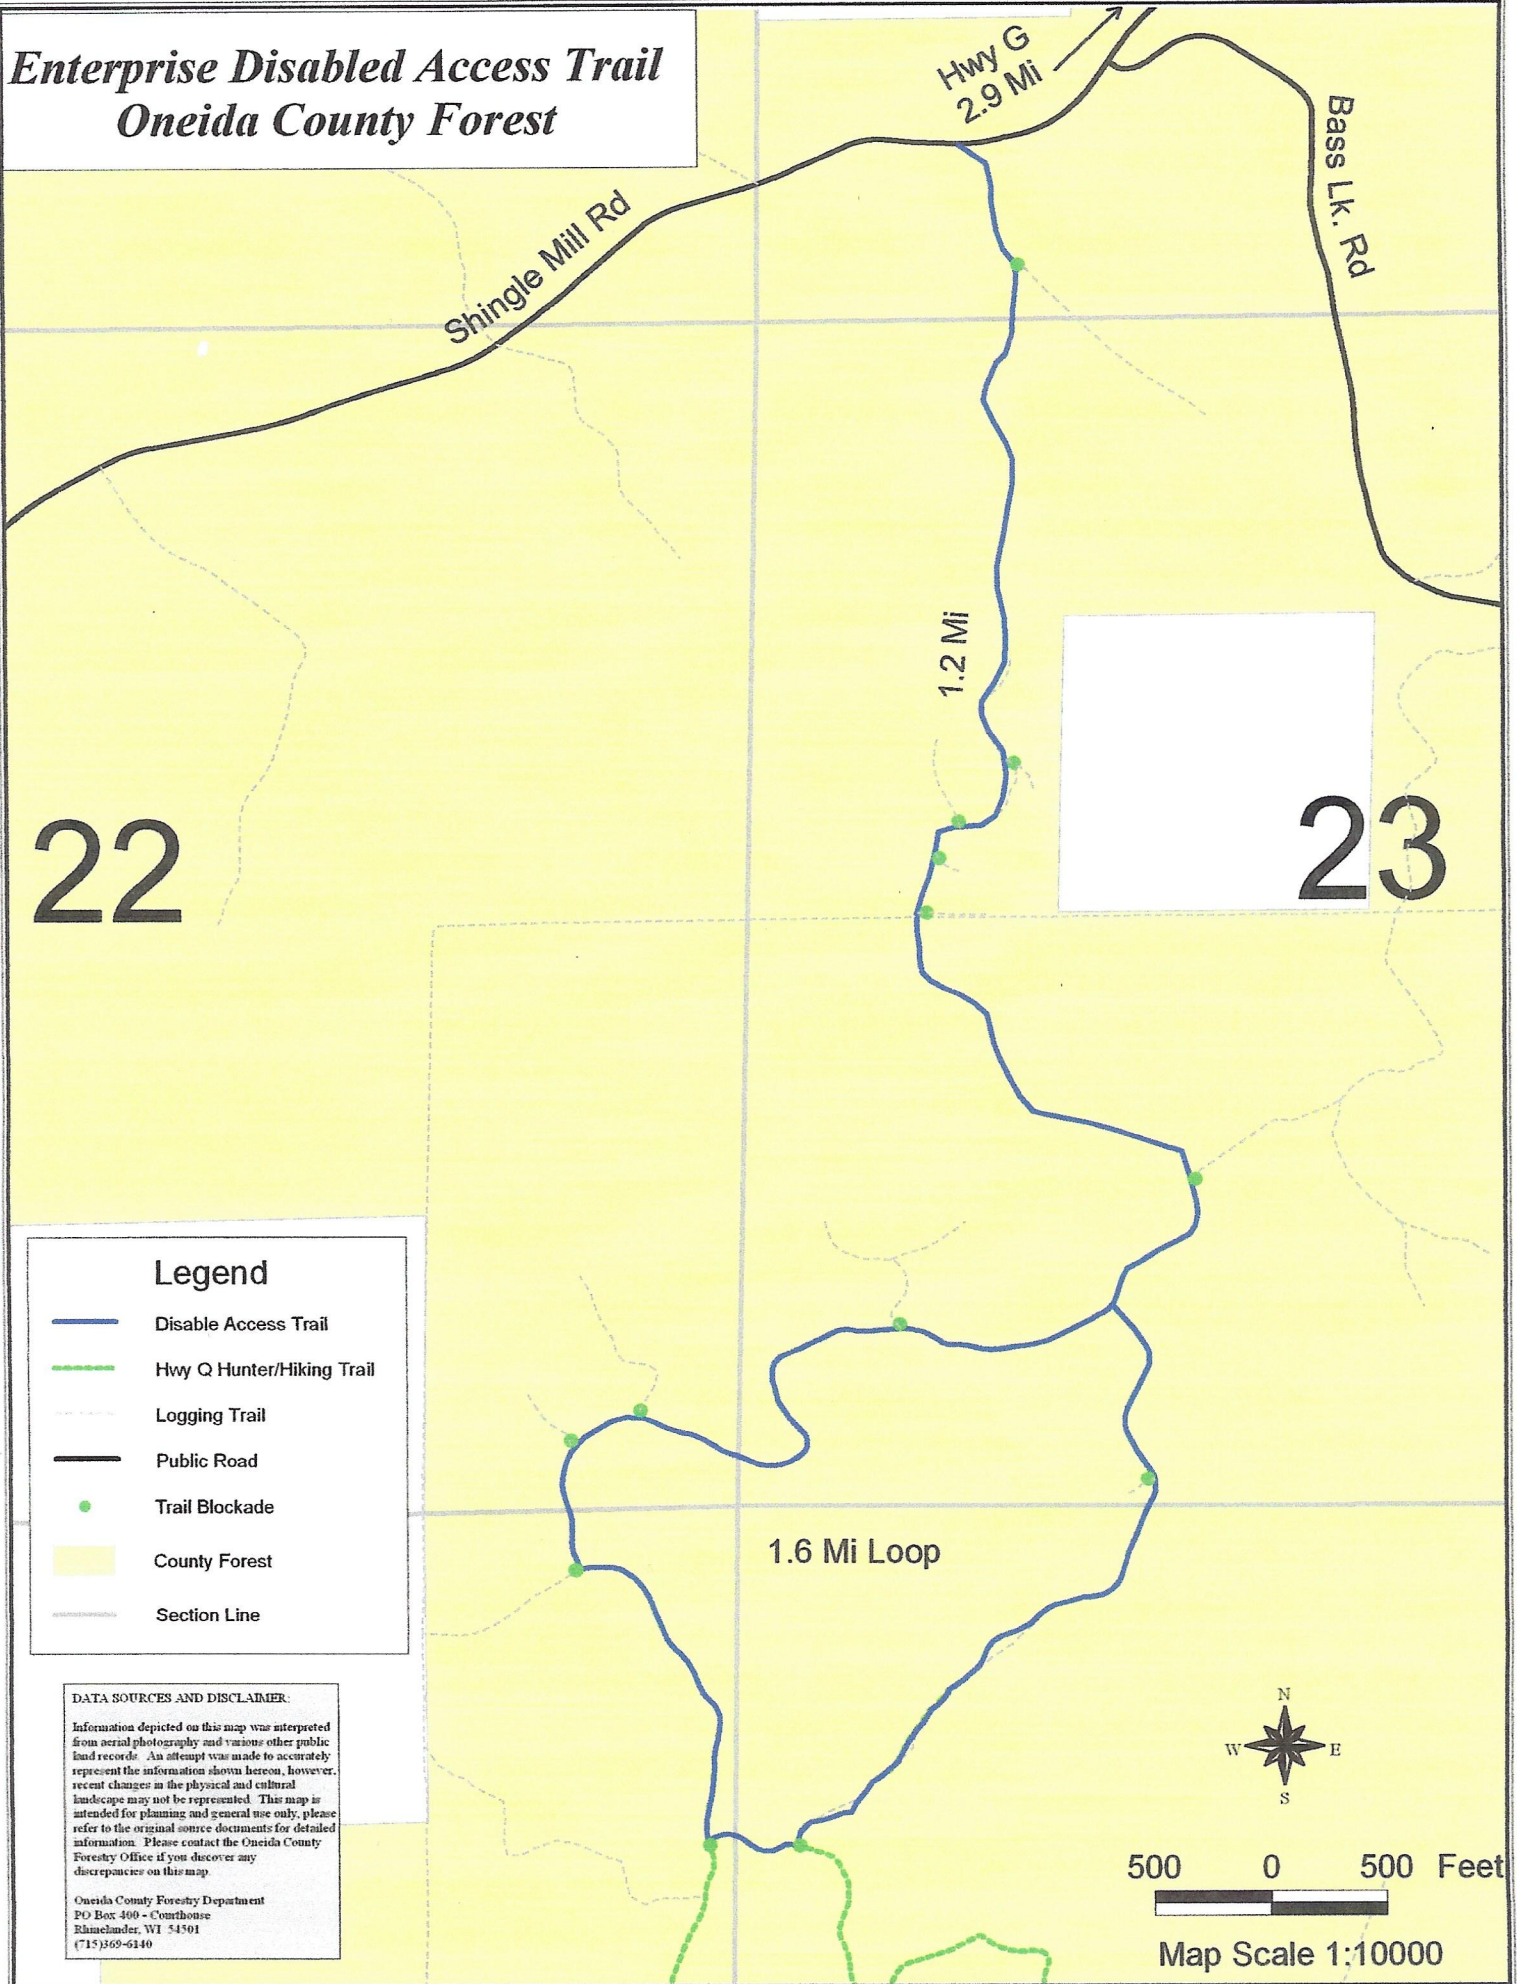 Enterprise Disabled Access Trail
Oneida County Forest
Hwy G
2.9 Mi
Bass Lk. Rd
Shingle Mill Rd
1.2 Mi
22
23
Legend
Disable Access Trail
Hwy Q Hunter/Hiking Trail
Logging Trail
Public Road
Trail Blockade
County Forest
Section Line
1.6 Mi Loop
DATA SOURCES AND DISCLAIMER:
Information depicted on this map was interpreted
from aerial photography and various other public
land records. An attempt was made to accurately
represent the information shown hereon, however,
recent changes in the physical and cultural
landscape may not be represented. This map is
intended for planning and general use only, please
refer to the original source documents for detailed
information. Please contact the Oneida County
Forestry Office if you discover any
discrepancies on this map.
Oneida County Forestry Department
PO Box 400 - Courthouse
Rhinelander, WI 54501
(715)369-6140
N
W E
S
500 0 500 Feet
Map Scale 1:10000